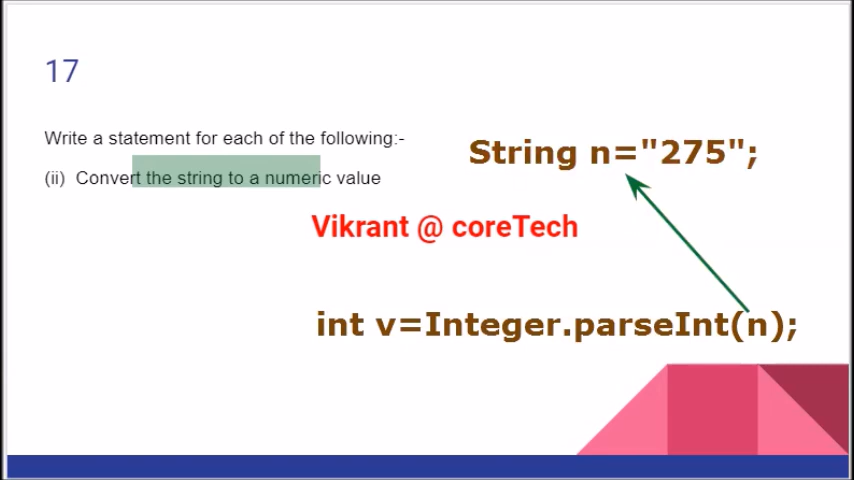 17
Write a statement for each of the following:-
(ii) Convert the string to a numeric value
String n="275";
Vikrant @ coreTech
int v=Integer.parseInt(n);